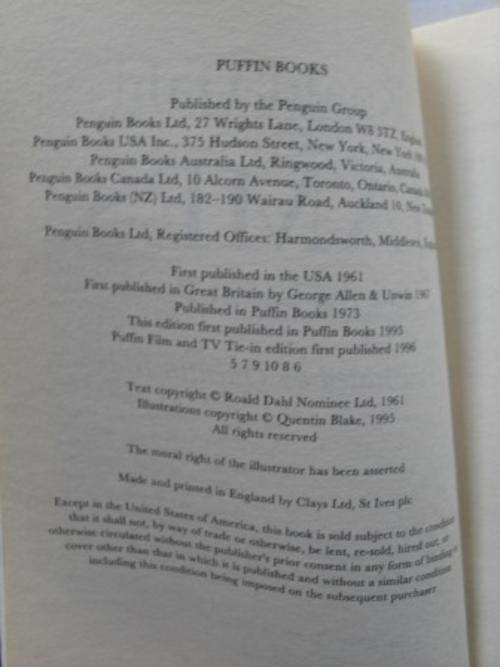 PUFFIN BOOKS
Published by the Penguin Group
Penguin Books Ltd, 27 Wrights Lane, London W8 5TZ, England
Penguin Books USA Inc., 375 Hudson Street, New York, New York
Penguin Books Australia Ltd, Ringwood, Victoria, Australia
Penguin Books Canada Ltd, 10 Alcorn Avenue, Toronto, Ontario, Canada
Penguin Books (NZ) Ltd, 182–190 Wairau Road, Auckland 10, New
Penguin Books Ltd, Registered Offices: Harmondsworth, Middlesex,
First published in the USA 1961
First published in Great Britain by George Allen & Unwin 1967
Published in Puffin Books 1973
This edition first published in Puffin Books 1995
Puffin Film and TV Tie-in edition first published 1996
5 7 9 10 8 6
Text copyright © Roald Dahl Nominee Ltd, 1961
Illustrations copyright © Quentin Blake, 1995
All rights reserved
The moral right of the illustrator has been asserted
Made and printed in England by Clays Ltd, St Ives plc
Except in the United States of America, this book is sold subject to the condition
that it shall not, by way of trade or otherwise, be lent, re-sold, hired out, or
otherwise circulated without the publisher's prior consent in any form of binding or
cover other than that in which it is published and without a similar condition
including this condition being imposed on the subsequent purchaser